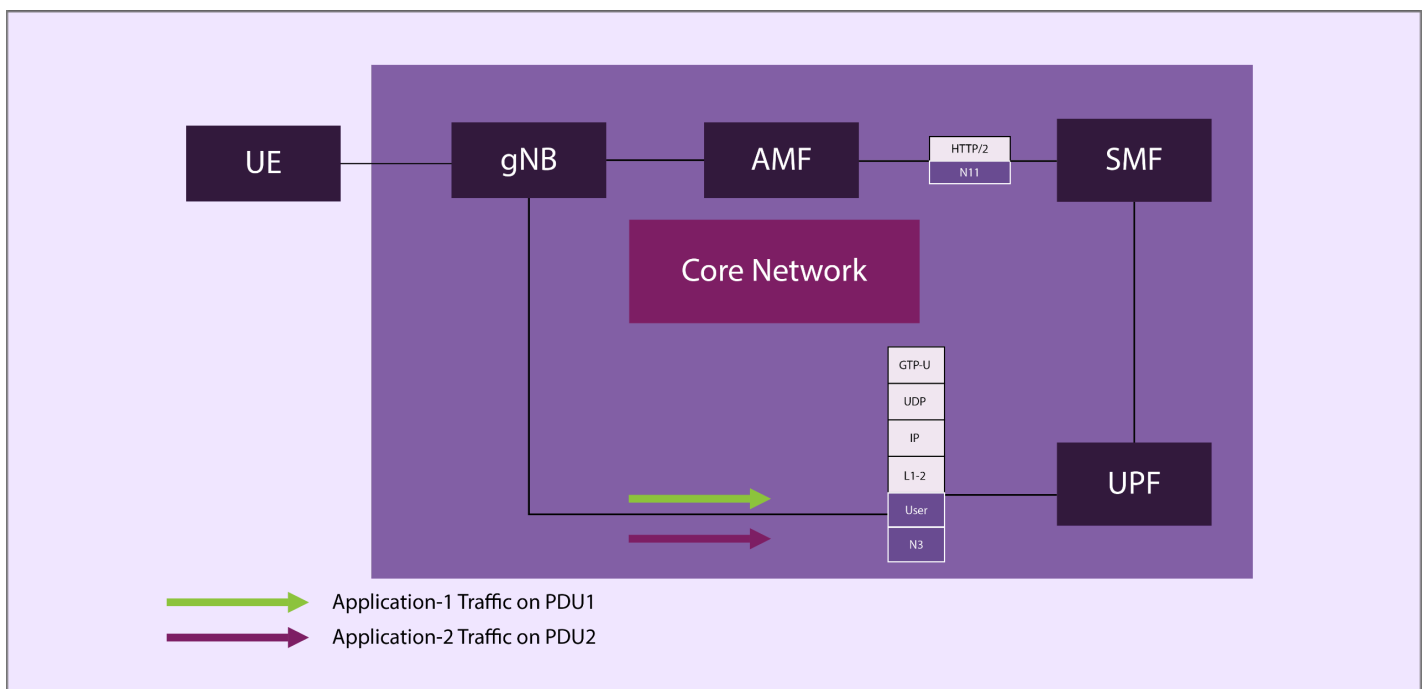 UE
gNB
AMF
HTTP/2
N11
SMF
Core Network
GTP-U
UDP
IP
L1-2
User
N3
UPF
Application-1 Traffic on PDU1
Application-2 Traffic on PDU2